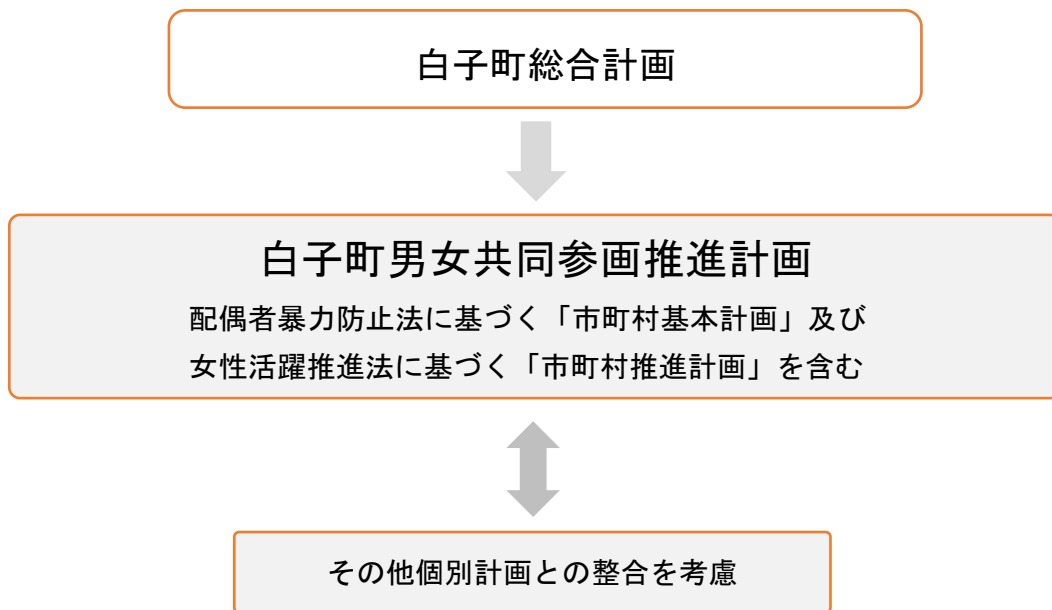 白子町総合計画
白子町男女共同参画推進計画
配偶者暴力防止法に基づく「市町村基本計画」及び
女性活躍推進法に基づく「市町村推進計画」を含む
その他個別計画との整合を考慮